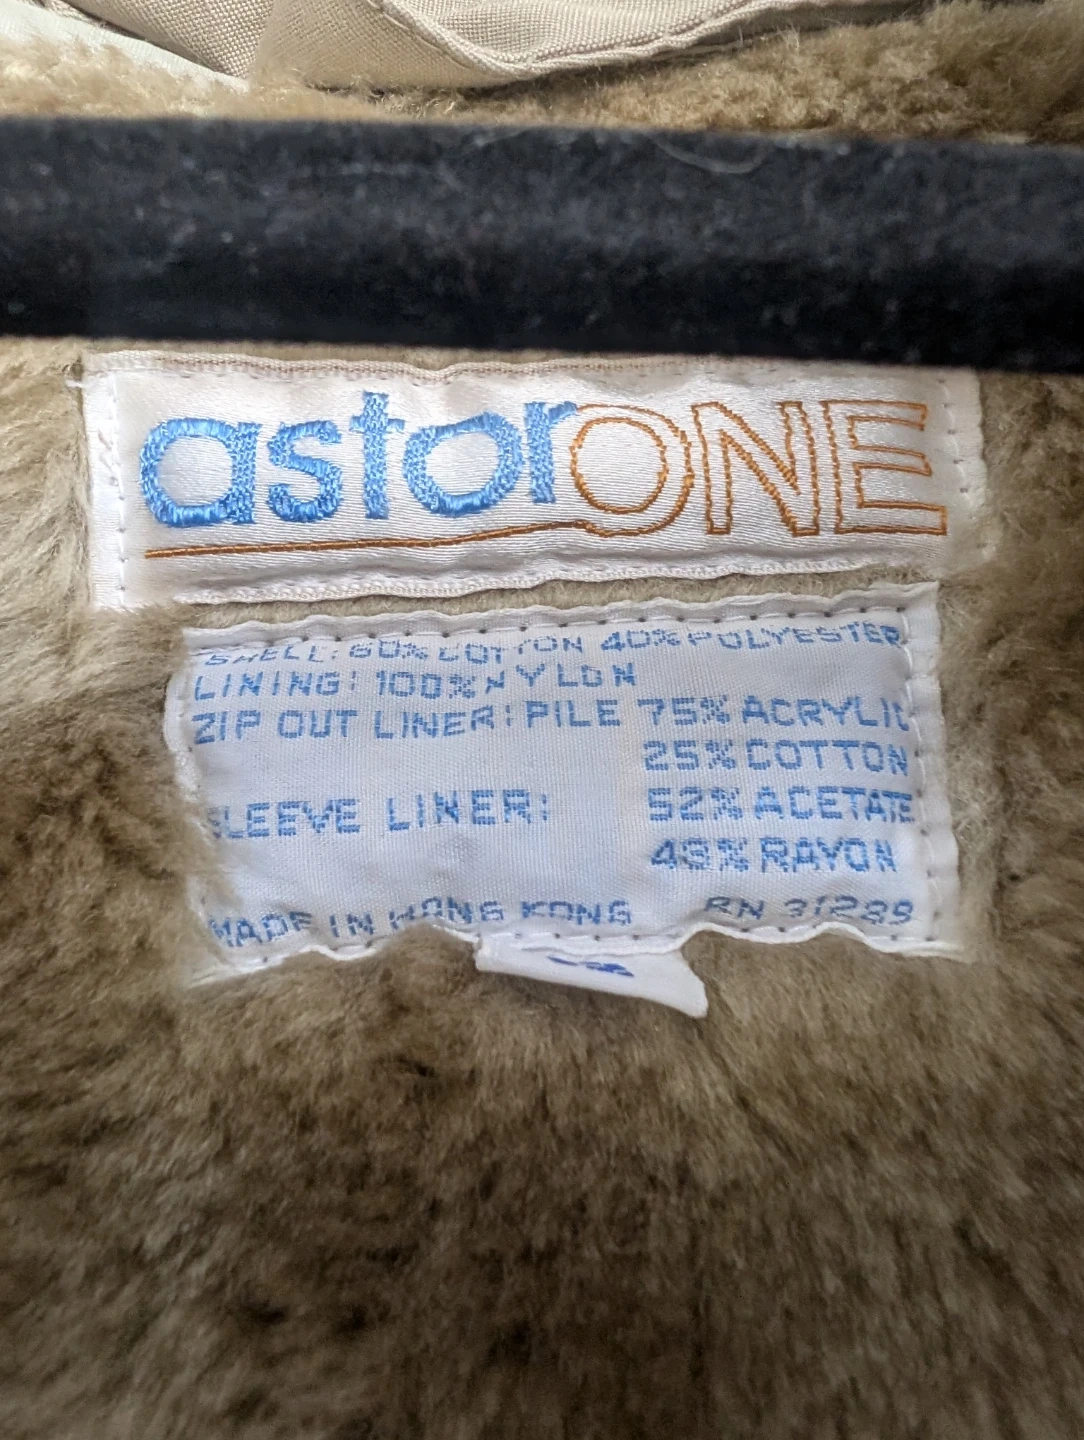 astorONE
SHELL: 60% COTTON 40% POLYESTER
LINING: 100% NYLON
ZIP OUT LINER: PILE 75% ACRYLIC
25% COTTON
SLEEVE LINER: 52% ACETATE
48% RAYON
MADE IN HONG KONG RN 31289